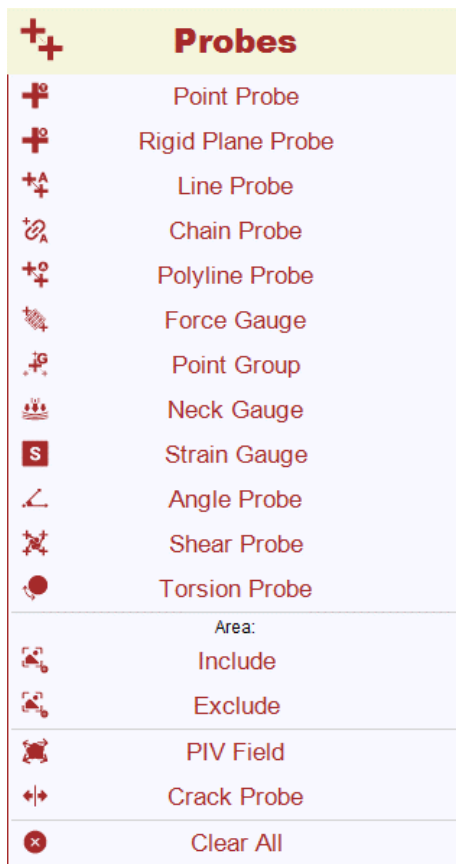 Probes
Point Probe
Rigid Plane Probe
Line Probe
Chain Probe
Polyline Probe
Force Gauge
Point Group
Neck Gauge
S Strain Gauge
Angle Probe
Shear Probe
Torsion Probe
Area:
Include
Exclude
PIV Field
Crack Probe
Clear All